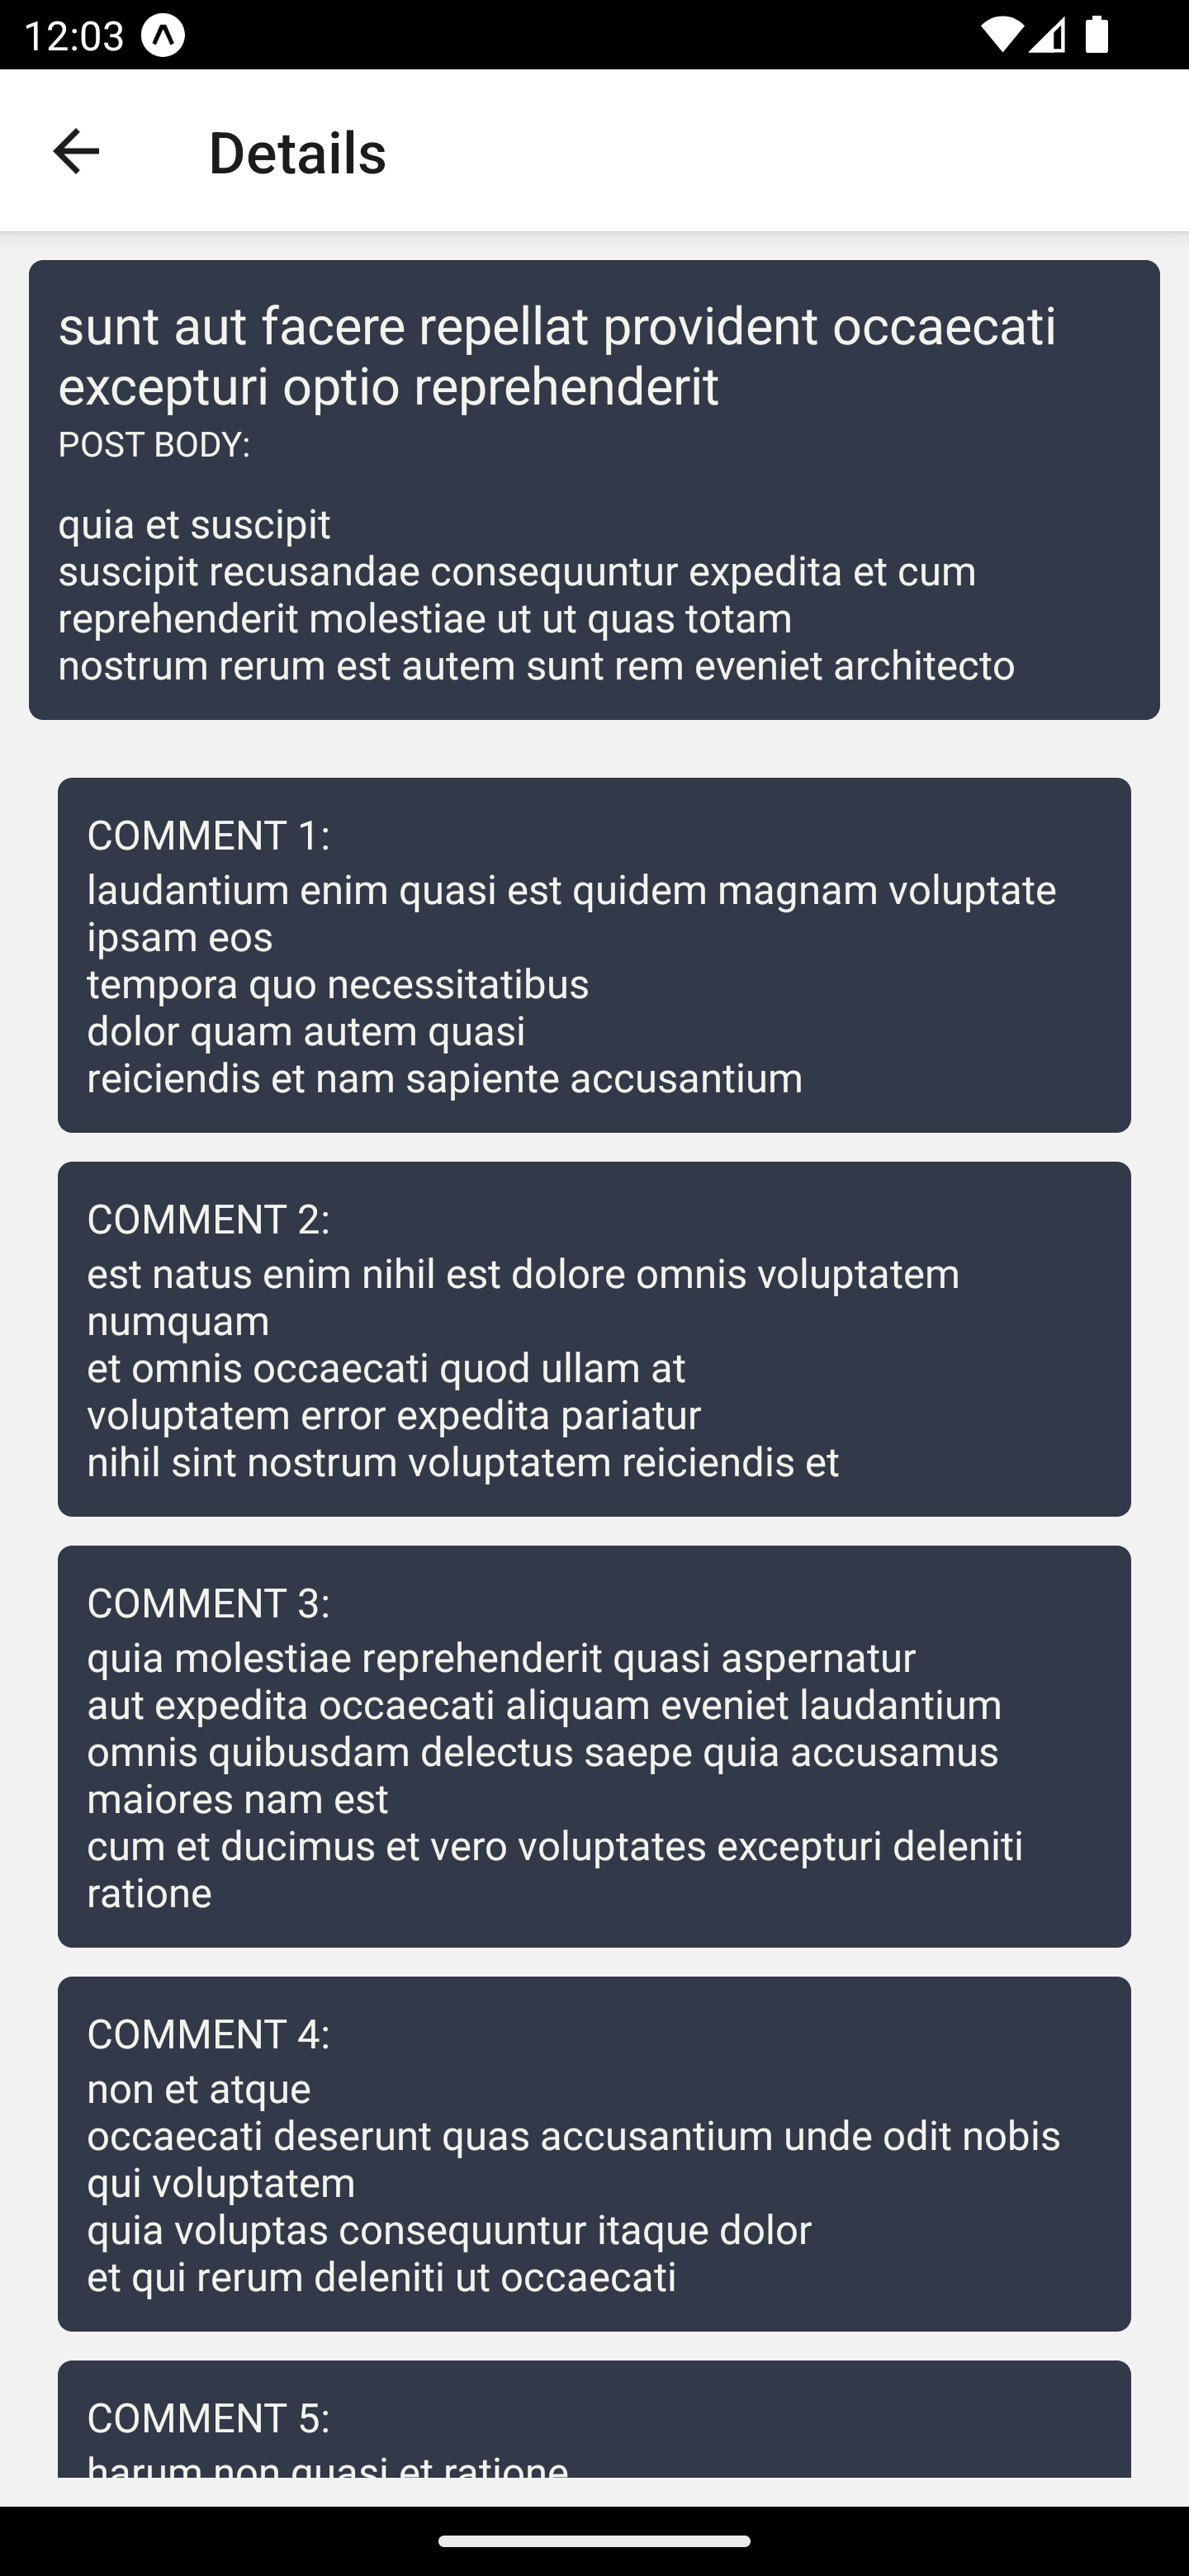 12:03
Details
sunt aut facere repellat provident occaecati
excepturi optio reprehenderit
POST BODY:
quia et suscipit
suscipit recusandae consequuntur expedita et cum
reprehenderit molestiae ut ut quas totam
nostrum rerum est autem sunt rem eveniet architecto
COMMENT 1:
laudantium enim quasi est quidem magnam voluptate
ipsam eos
tempora quo necessitatibus
dolor quam autem quasi
reiciendis et nam sapiente accusantium
COMMENT 2:
est natus enim nihil est dolore omnis voluptatem
numquam
et omnis occaecati quod ullam at
voluptatem error expedita pariatur
nihil sint nostrum voluptatem reiciendis et
COMMENT 3:
quia molestiae reprehenderit quasi aspernatur
aut expedita occaecati aliquam eveniet laudantium
omnis quibusdam delectus saepe quia accusamus
maiores nam est
cum et ducimus et vero voluptates excepturi deleniti
ratione
COMMENT 4:
non et atque
occaecati deserunt quas accusantium unde odit nobis
qui voluptatem
quia voluptas consequuntur itaque dolor
et qui rerum deleniti ut occaecati
COMMENT 5:
harum non quasi et ratione